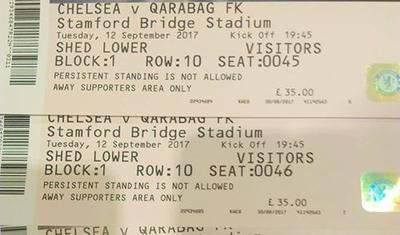 CHELSEA V QARABAG FK
Stamford Bridge Stadium
Tuesday, 12 September 2017 Kick Off 19:45
SHED LOWER VISITORS
BLOCK:1 ROW:10 SEAT:0045
PERSISTENT STANDING IS NOT ALLOWED
AWAY SUPPORTERS AREA ONLY
£ 35.00
CHELSEA V QARABAG FK
Stamford Bridge Stadium
Tuesday, 12 September 2017 Kick Off 19:45
SHED LOWER VISITORS
BLOCK:1 ROW:10 SEAT:0046
PERSISTENT STANDING IS NOT ALLOWED
AWAY SUPPORTERS AREA ONLY
£ 35.00
CHELSEA V QARABAG FK